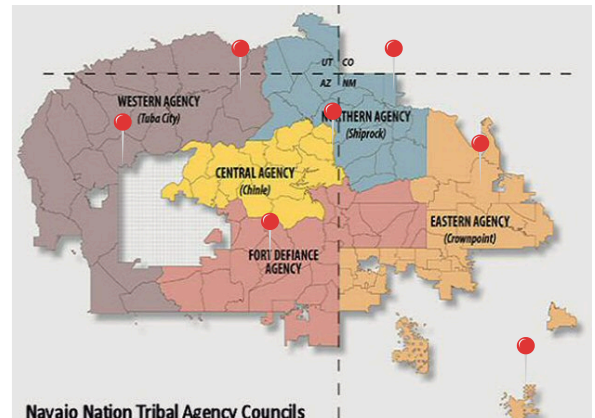 UT CO
AZ NM
WESTERN AGENCY
(Tuba City)
NORTHERN AGENCY
(Shiprock)
CENTRAL AGENCY
(Chinle)
EASTERN AGENCY
(Crownpoint)
FORT DEFIANCE
AGENCY
Navajo Nation Tribal Agency Councils